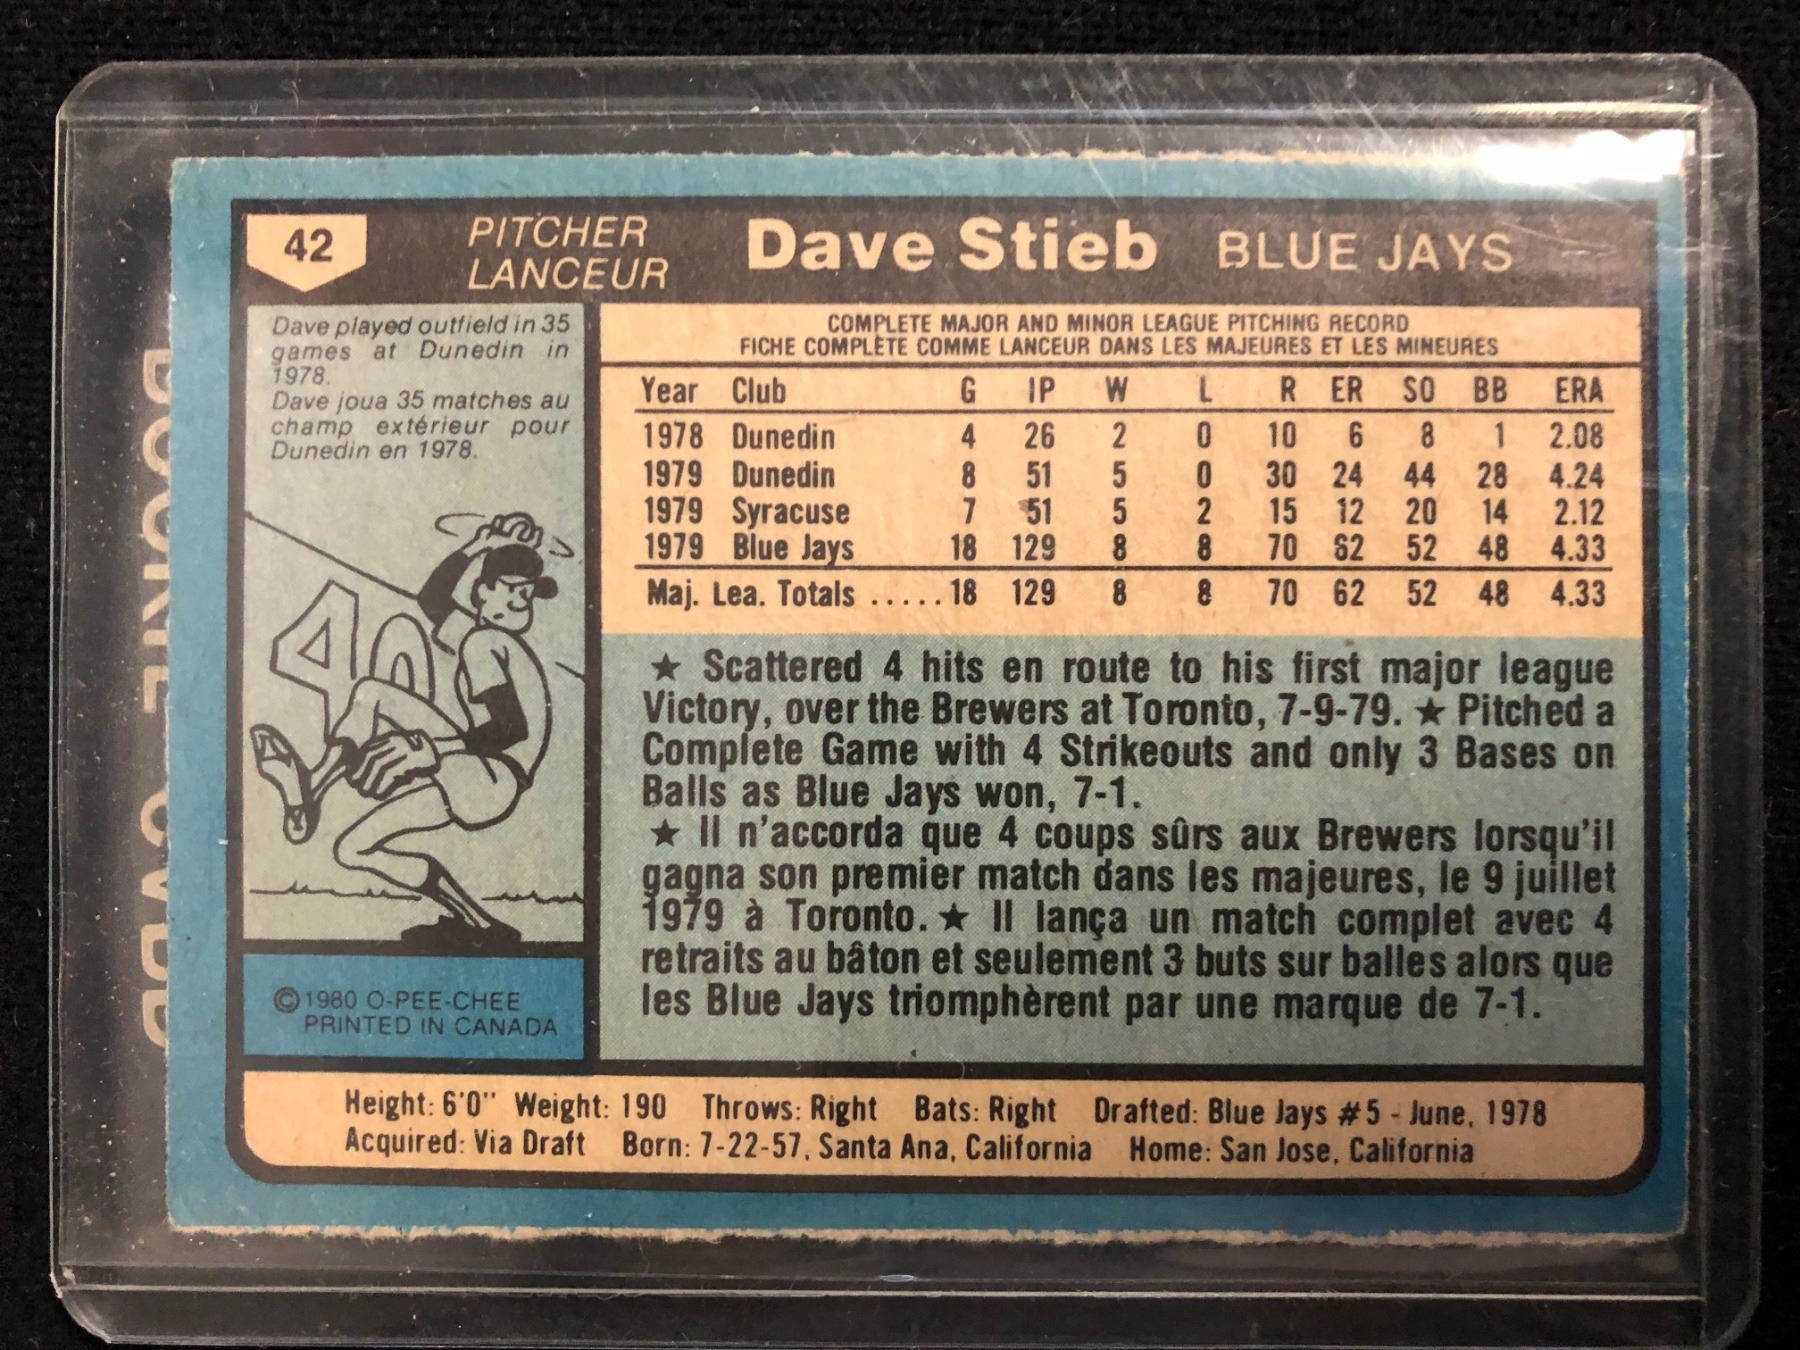 42
PITCHER
LANCEUR
Dave Stieb
BLUE JAYS
Dave played outfield in 35
games at Dunedin in
1978.
Dave joua 35 matches au
champ extérieur pour
Dunedin en 1978.
40
©1980 O-PEE-CHEE
PRINTED IN CANADA
COMPLETE MAJOR AND MINOR LEAGUE PITCHING RECORD
FICHE COMPLÈTE COMME LANCEUR DANS LES MAJEURES ET LES MINEURES
Year Club G IP W L R ER SO BB ERA
1978 Dunedin 4 26 2 0 10 6 8 1 2.08
1979 Dunedin 8 51 5 0 30 24 44 28 4.24
1979 Syracuse 7 51 5 2 15 12 20 14 2.12
1979 Blue Jays 18 129 8 8 70 62 52 48 4.33
Maj. Lea. Totals .....18 129 8 8 70 62 52 48 4.33
★ Scattered 4 hits en route to his first major league
Victory, over the Brewers at Toronto, 7-9-79. ★ Pitched a
Complete Game with 4 Strikeouts and only 3 Bases on
Balls as Blue Jays won, 7-1.
★ Il n'accorda que 4 coups sûrs aux Brewers lorsqu'il
gagna son premier match dans les majeures, le 9 juillet
1979 à Toronto. ★ Il lança un match complet avec 4
retraits au bâton et seulement 3 buts sur balles alors que
les Blue Jays triomphèrent par une marque de 7-1.
Height: 6'0" Weight: 190 Throws: Right Bats: Right Drafted: Blue Jays #5 - June, 1978
Acquired: Via Draft Born: 7-22-57, Santa Ana, California Home: San Jose, California